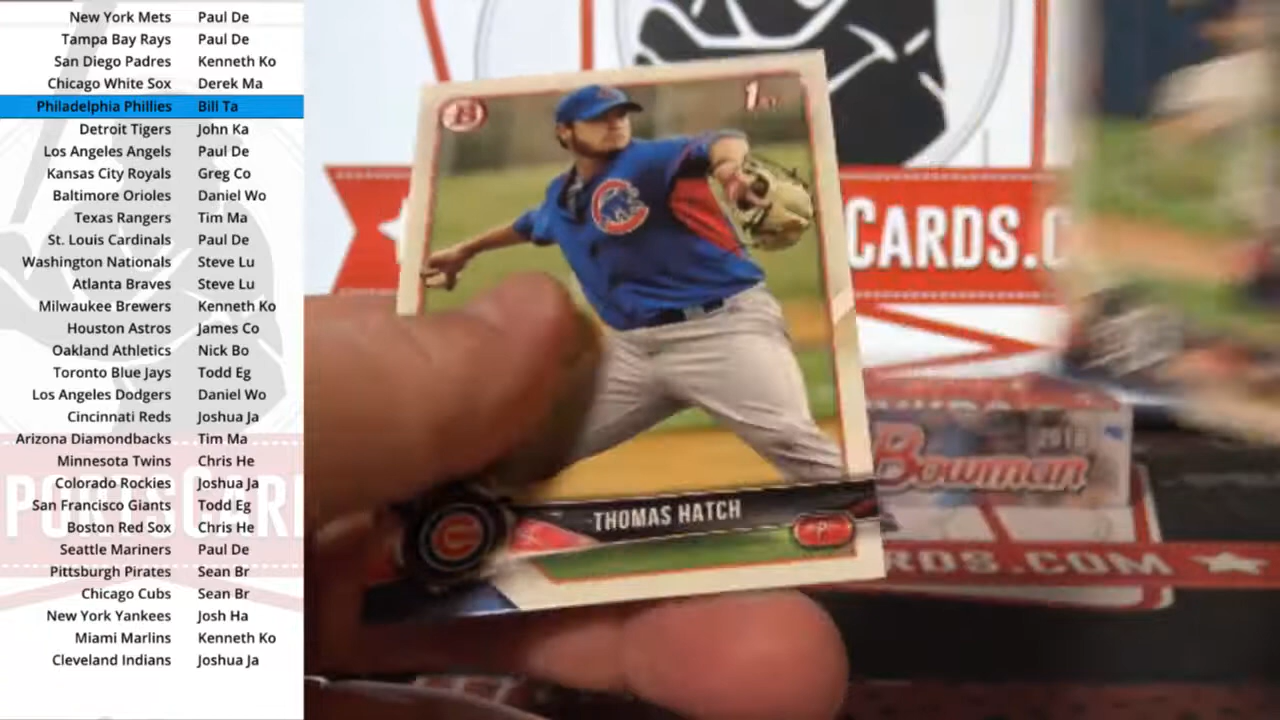 New York Mets Paul De
Tampa Bay Rays Paul De
San Diego Padres Kenneth Ko
Chicago White Sox Derek Ma
Philadelphia Phillies Bill Ta
Detroit Tigers John Ka
Los Angeles Angels Paul De
Kansas City Royals Greg Co
Baltimore Orioles Daniel Wo
Texas Rangers Tim Ma
St. Louis Cardinals Paul De
Washington Nationals Steve Lu
Atlanta Braves Steve Lu
Milwaukee Brewers Kenneth Ko
Houston Astros James Co
Oakland Athletics Nick Bo
Toronto Blue Jays Todd Eg
Los Angeles Dodgers Daniel Wo
Cincinnati Reds Joshua Ja
Arizona Diamondbacks Tim Ma
Minnesota Twins Chris He
Colorado Rockies Joshua Ja
San Francisco Giants Todd Eg
Boston Red Sox Chris He
Seattle Mariners Paul De
Pittsburgh Pirates Sean Br
Chicago Cubs Sean Br
New York Yankees Josh Ha
Miami Marlins Kenneth Ko
Cleveland Indians Joshua Ja
PORTSCAR
B
1ST
CUBS
THOMAS HATCH
P
CARDS.C
2018
Bowman
RDS.COM